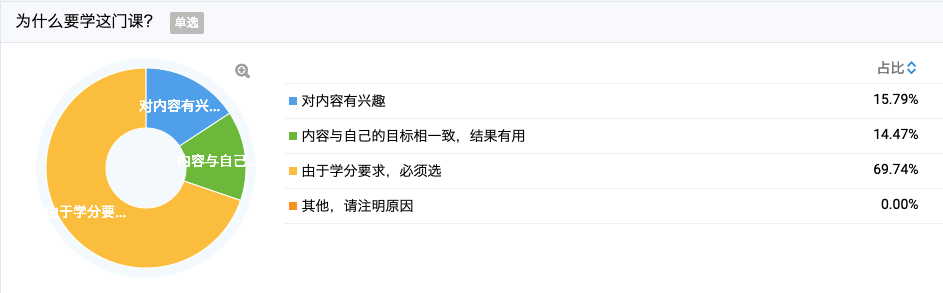 为什么要学这门课？ 单选
占比
对内容有兴趣 15.79%
内容与自己的目标相一致，结果有用 14.47%
由于学分要求，必须选 69.74%
其他，请注明原因 0.00%
对内容有兴...
内容与自己...
由于学分要...